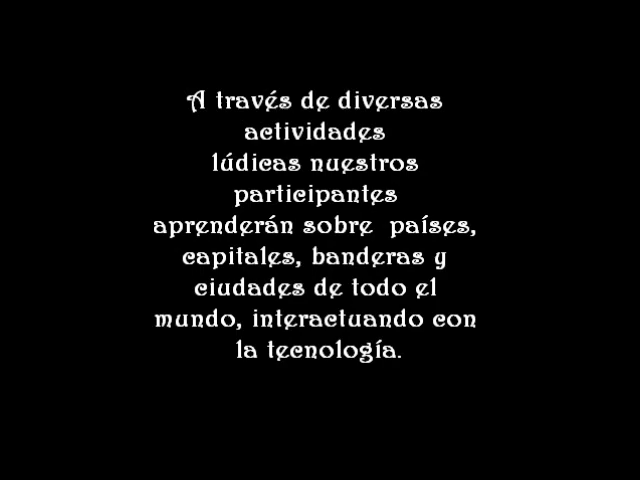 A través de diversas
actividades
lúdicas nuestros
participantes
aprenderán sobre  países,
capitales, banderas y
ciudades de todo el
mundo, interactuando con
la tecnología.